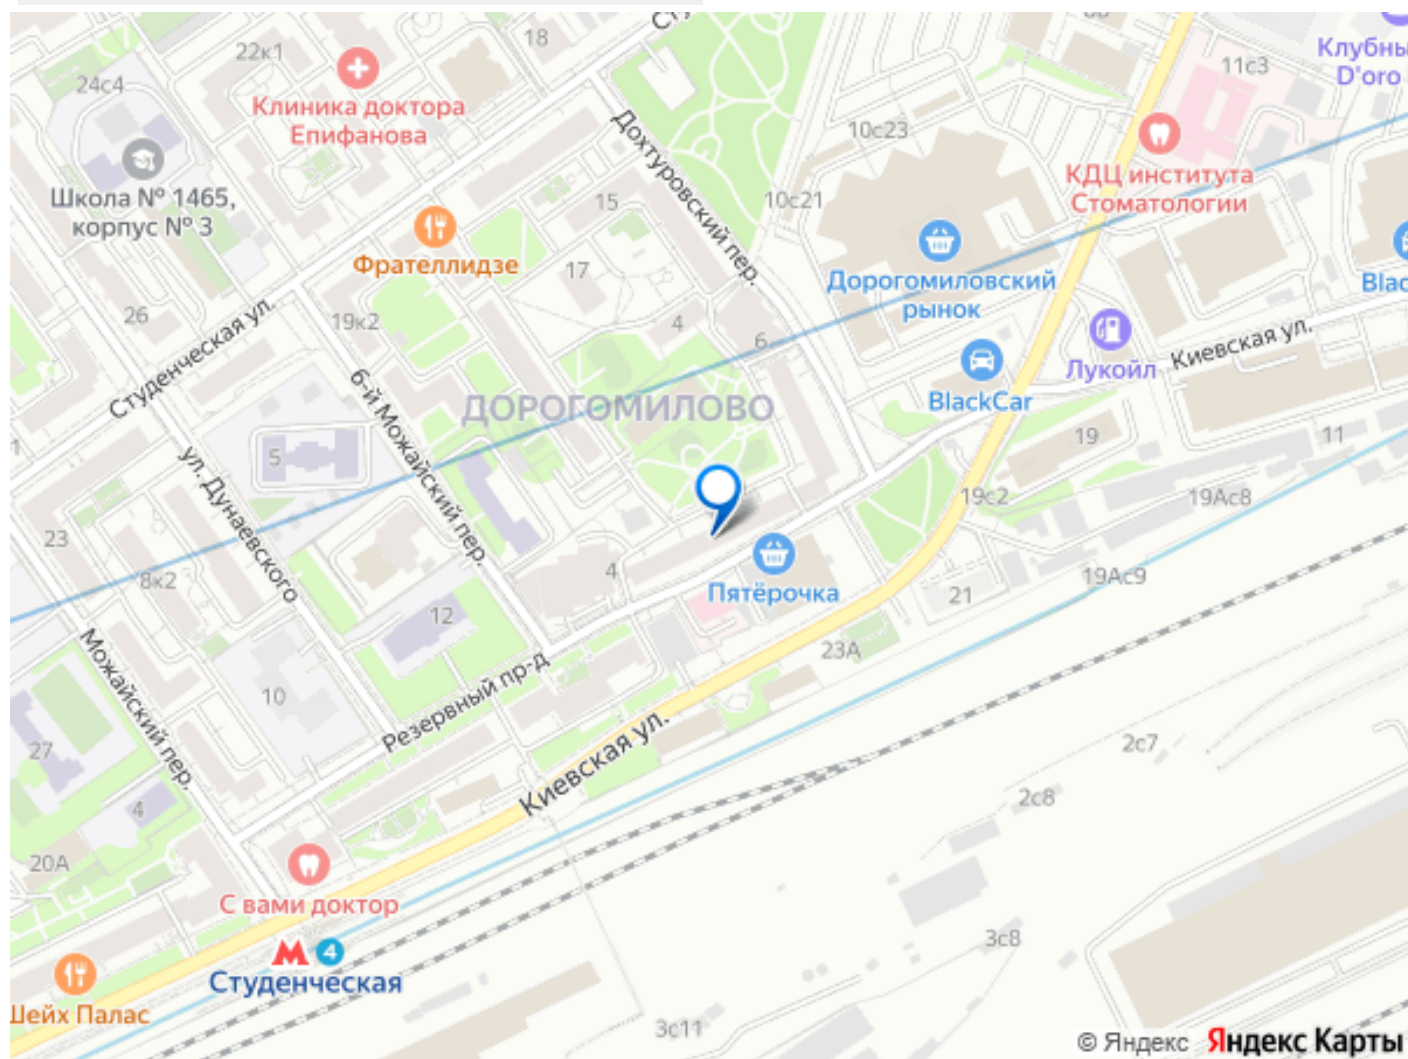 18
22к1
24с4
Клиника доктора
Епифанова
Школа № 1465,
корпус № 3
Фрателлидзе
15
17
Дохтуровский пер.
10с23
10с21
11с3
КДЦ института
Стоматологии
Дорогомиловский
рынок
BlackCar
Лукойл
Киевская ул.
26
Студенческая ул.
19к2
4
6
ДОРОГОМИЛОВО
6-й Можайский пер.
5
ул. Дунаевского
23
8к2
12
4
Пятёрочка
19
11
19с2
19Ас8
19Ас9
21
23А
Можайский пер.
10
Резервный пр-д
Киевская ул.
27
4
20А
С вами доктор
4
Студенческая
Шейх Палас
2с7
2с8
3с8
3с11
© Яндекс Яндекс Карты